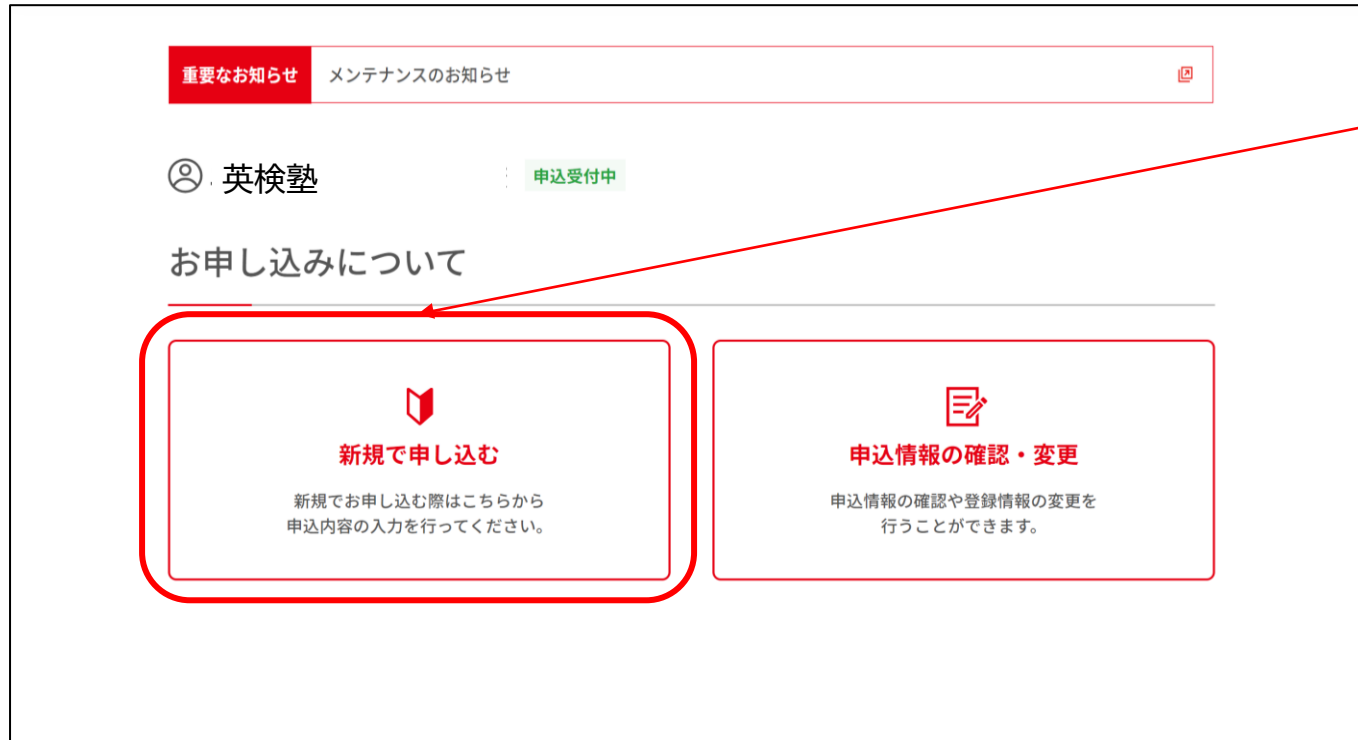 重要なお知らせ メンテナンスのお知らせ
英検塾 申込受付中
お申し込みについて
新規で申し込む
新規でお申し込む際はこちらから
申込内容の入力を行ってください。
申込情報の確認・変更
申込情報の確認や登録情報の変更を
行うことができます。